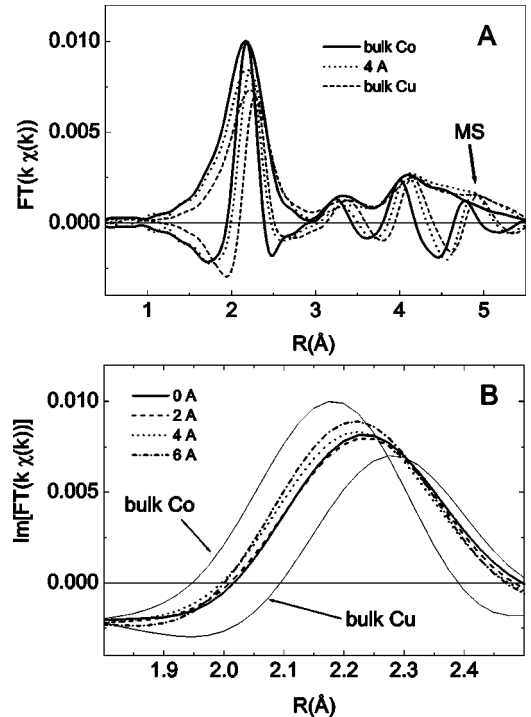 A
bulk Co
4 A
bulk Cu
MS
FT(k χ(k))
0.010
0.005
0.000
1 2 3 4 5
R(Å)
B
0 A
2 A
4 A
6 A
bulk Co
bulk Cu
Im[FT(k χ(k))]
0.010
0.005
0.000
1.9 2.0 2.1 2.2 2.3 2.4
R(Å)